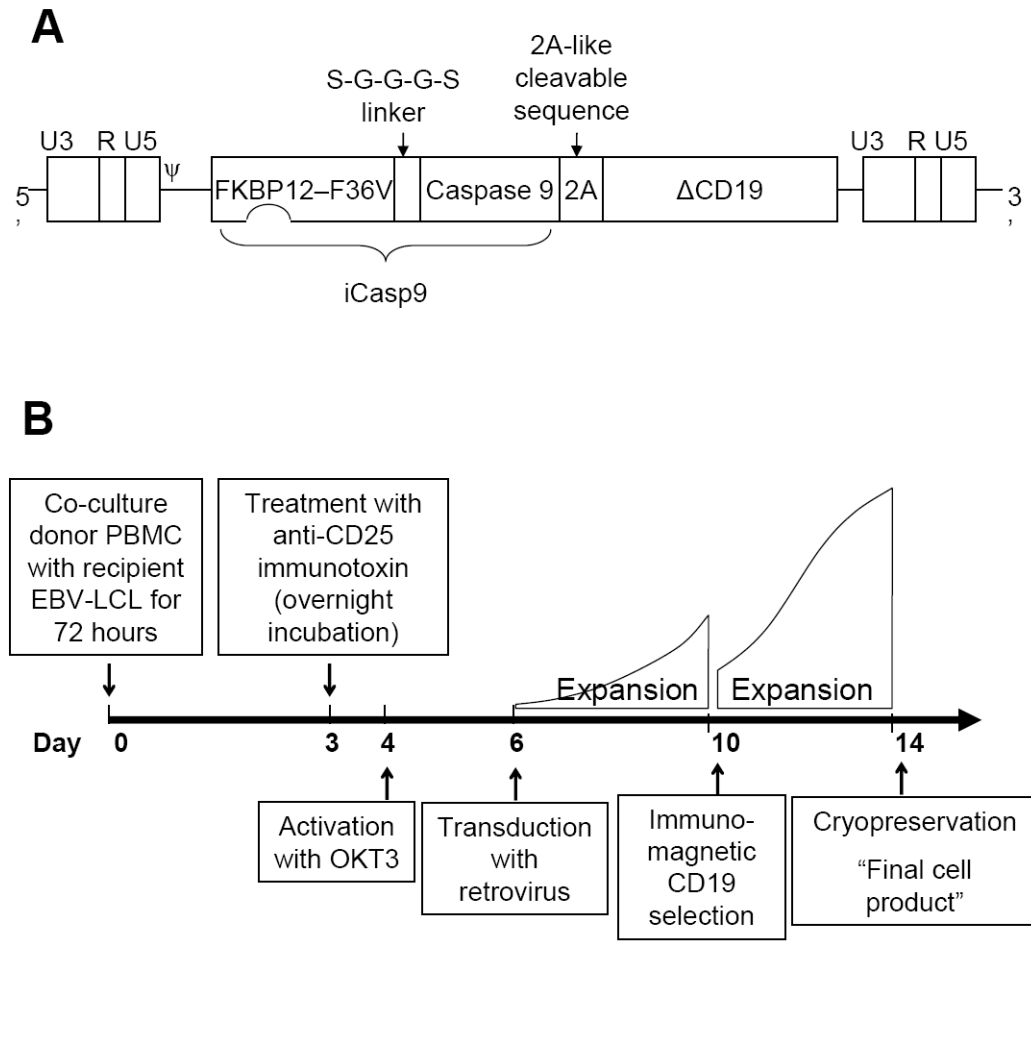 A
2A-like
cleavable
sequence
S-G-G-G-S
linker
U3 R U5
U3 R U5
ψ
5
,
FKBP12–F36V
Caspase 9
2A
ΔCD19
3
,
iCasp9
B
Co-culture
donor PBMC
with recipient
EBV-LCL for
72 hours
Treatment with
anti-CD25
immunotoxin
(overnight
incubation)
Expansion
Expansion
Day 0 3 4 6 10 14
Activation
with OKT3
Transduction
with
retrovirus
Immuno-
magnetic
CD19
selection
Cryopreservation
“Final cell
product”